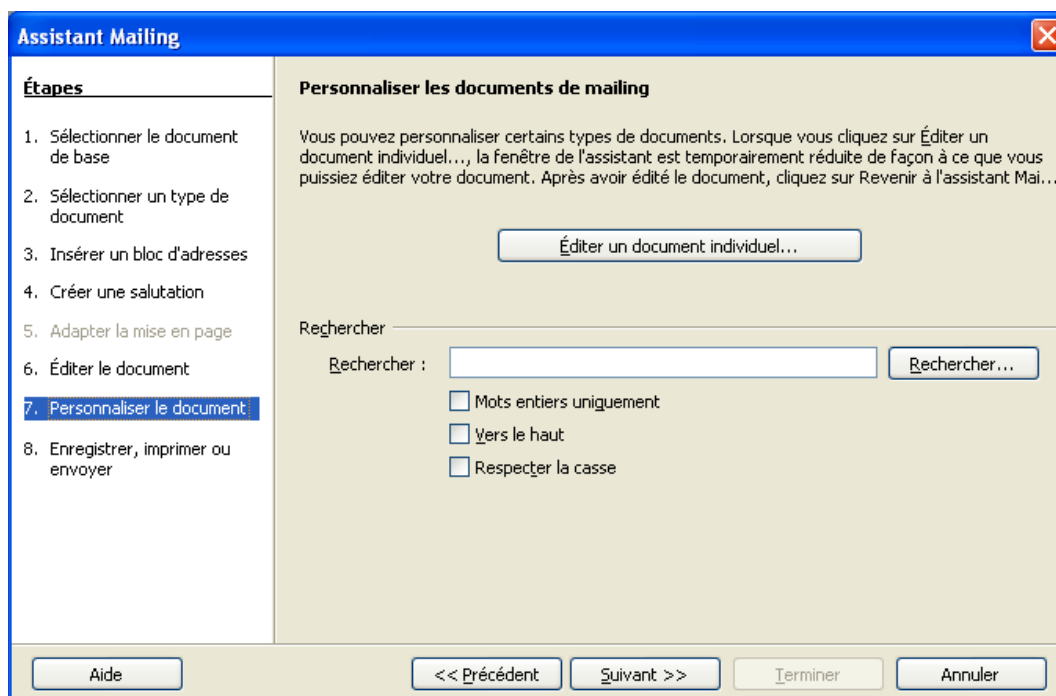 Assistant Mailing
Étapes
1. Sélectionner le document
de base
2. Sélectionner un type de
document
3. Insérer un bloc d'adresses
4. Créer une salutation
5. Adapter la mise en page
6. Éditer le document
7. Personnaliser le document
8. Enregistrer, imprimer ou
envoyer
Personnaliser les documents de mailing
Vous pouvez personnaliser certains types de documents. Lorsque vous cliquez sur Éditer un
document individuel..., la fenêtre de l'assistant est temporairement réduite de façon à ce que vous
puissiez éditer votre document. Après avoir édité le document, cliquez sur Revenir à l'assistant Mai...
Éditer un document individuel...
Rechercher
Rechercher :
Rechercher...
Mots entiers uniquement
Vers le haut
Respecter la casse
Aide
<< Précédent
Suivant >>
Terminer
Annuler